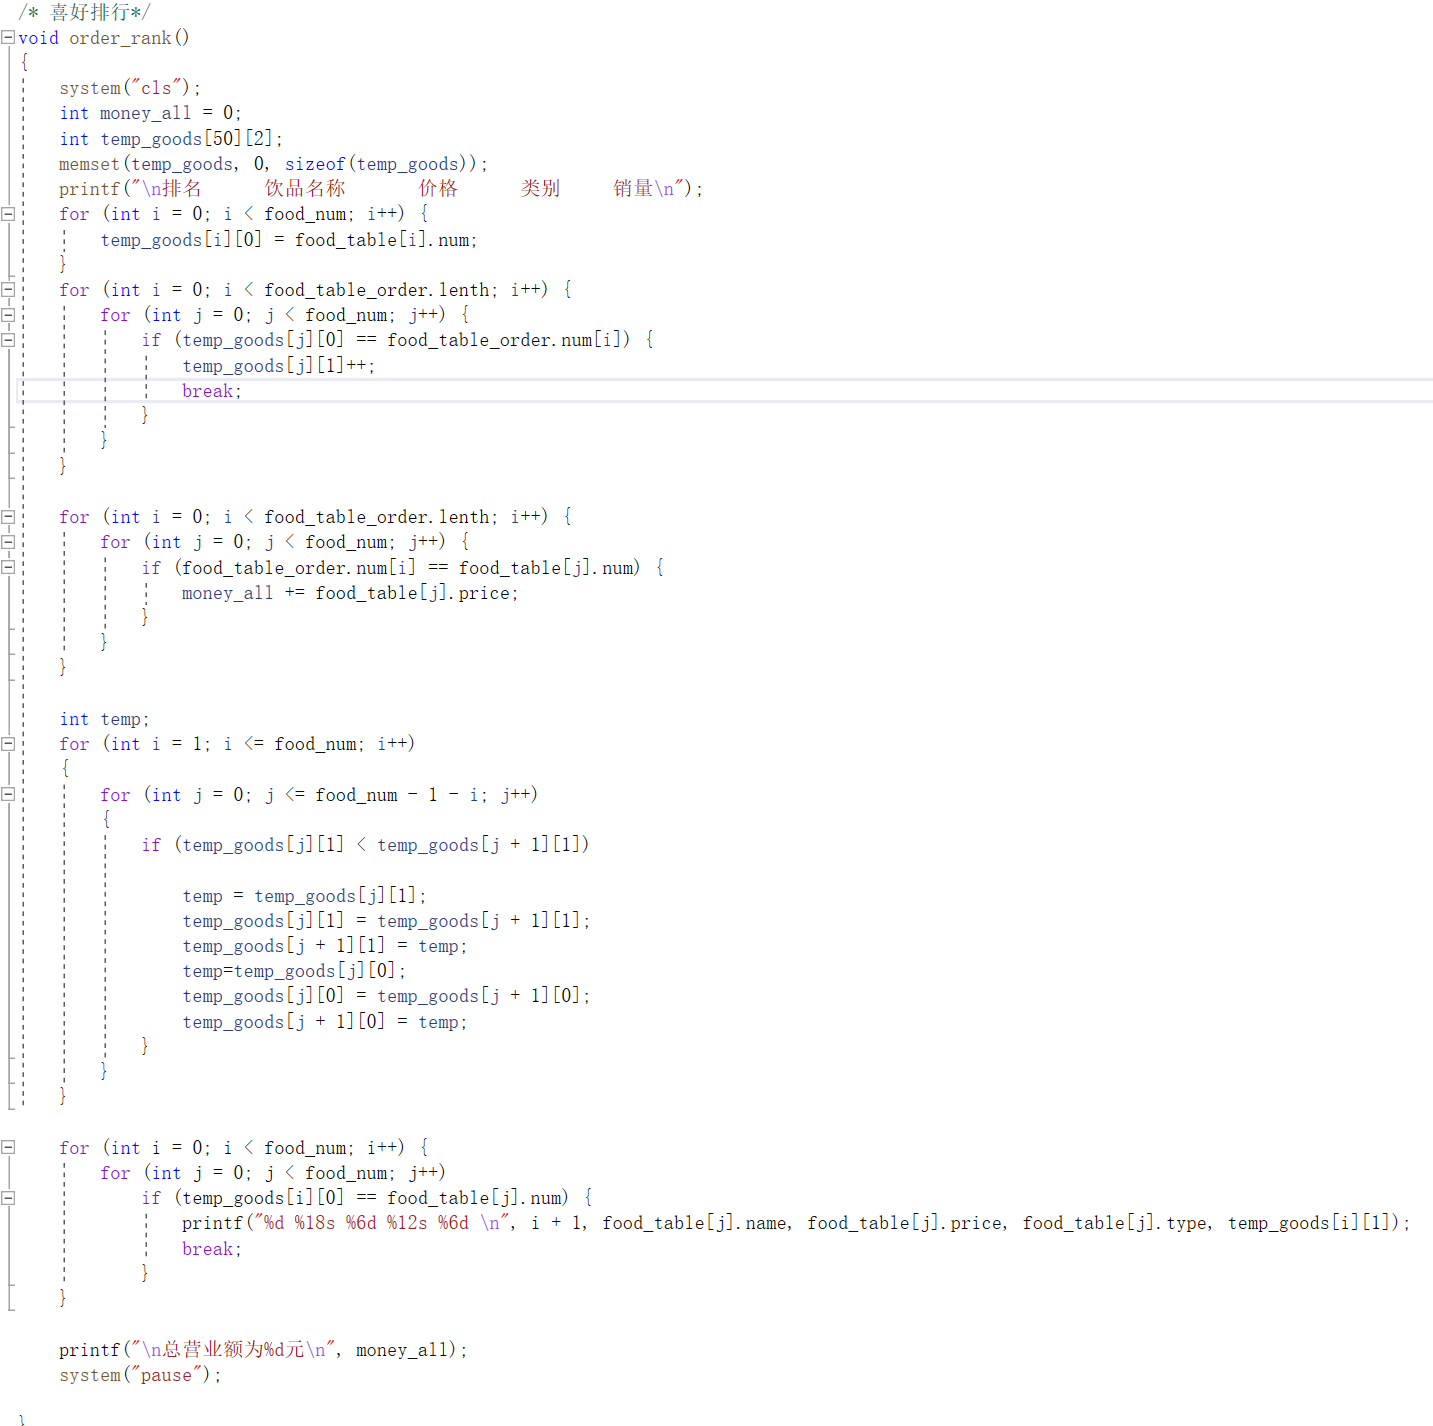 /* 喜好排行*/
void order_rank()
{
    system("cls");
    int money_all = 0;
    int temp_goods[50][2];
    memset(temp_goods, 0, sizeof(temp_goods));
    printf("\n排名      饮品名称       价格      类别     销量\n");
    for (int i = 0; i < food_num; i++) {
        temp_goods[i][0] = food_table[i].num;
    }
    for (int i = 0; i < food_table_order.lenth; i++) {
        for (int j = 0; j < food_num; j++) {
            if (temp_goods[j][0] == food_table_order.num[i]) {
                temp_goods[j][1]++;
                break;
            }
        }
    }

    for (int i = 0; i < food_table_order.lenth; i++) {
        for (int j = 0; j < food_num; j++) {
            if (food_table_order.num[i] == food_table[j].num) {
                money_all += food_table[j].price;
            }
        }
    }

    int temp;
    for (int i = 1; i <= food_num; i++)
    {
        for (int j = 0; j <= food_num - 1 - i; j++)
        {
            if (temp_goods[j][1] < temp_goods[j + 1][1])

                temp = temp_goods[j][1];
                temp_goods[j][1] = temp_goods[j + 1][1];
                temp_goods[j + 1][1] = temp;
                temp=temp_goods[j][0];
                temp_goods[j][0] = temp_goods[j + 1][0];
                temp_goods[j + 1][0] = temp;
            }
        }
    }

    for (int i = 0; i < food_num; i++) {
        for (int j = 0; j < food_num; j++)
            if (temp_goods[i][0] == food_table[j].num) {
                printf("%d %18s %6d %12s %6d \n", i + 1, food_table[j].name, food_table[j].price, food_table[j].type, temp_goods[i][1]);
                break;
            }
    }

    printf("\n总营业额为%d元\n", money_all);
    system("pause");

}